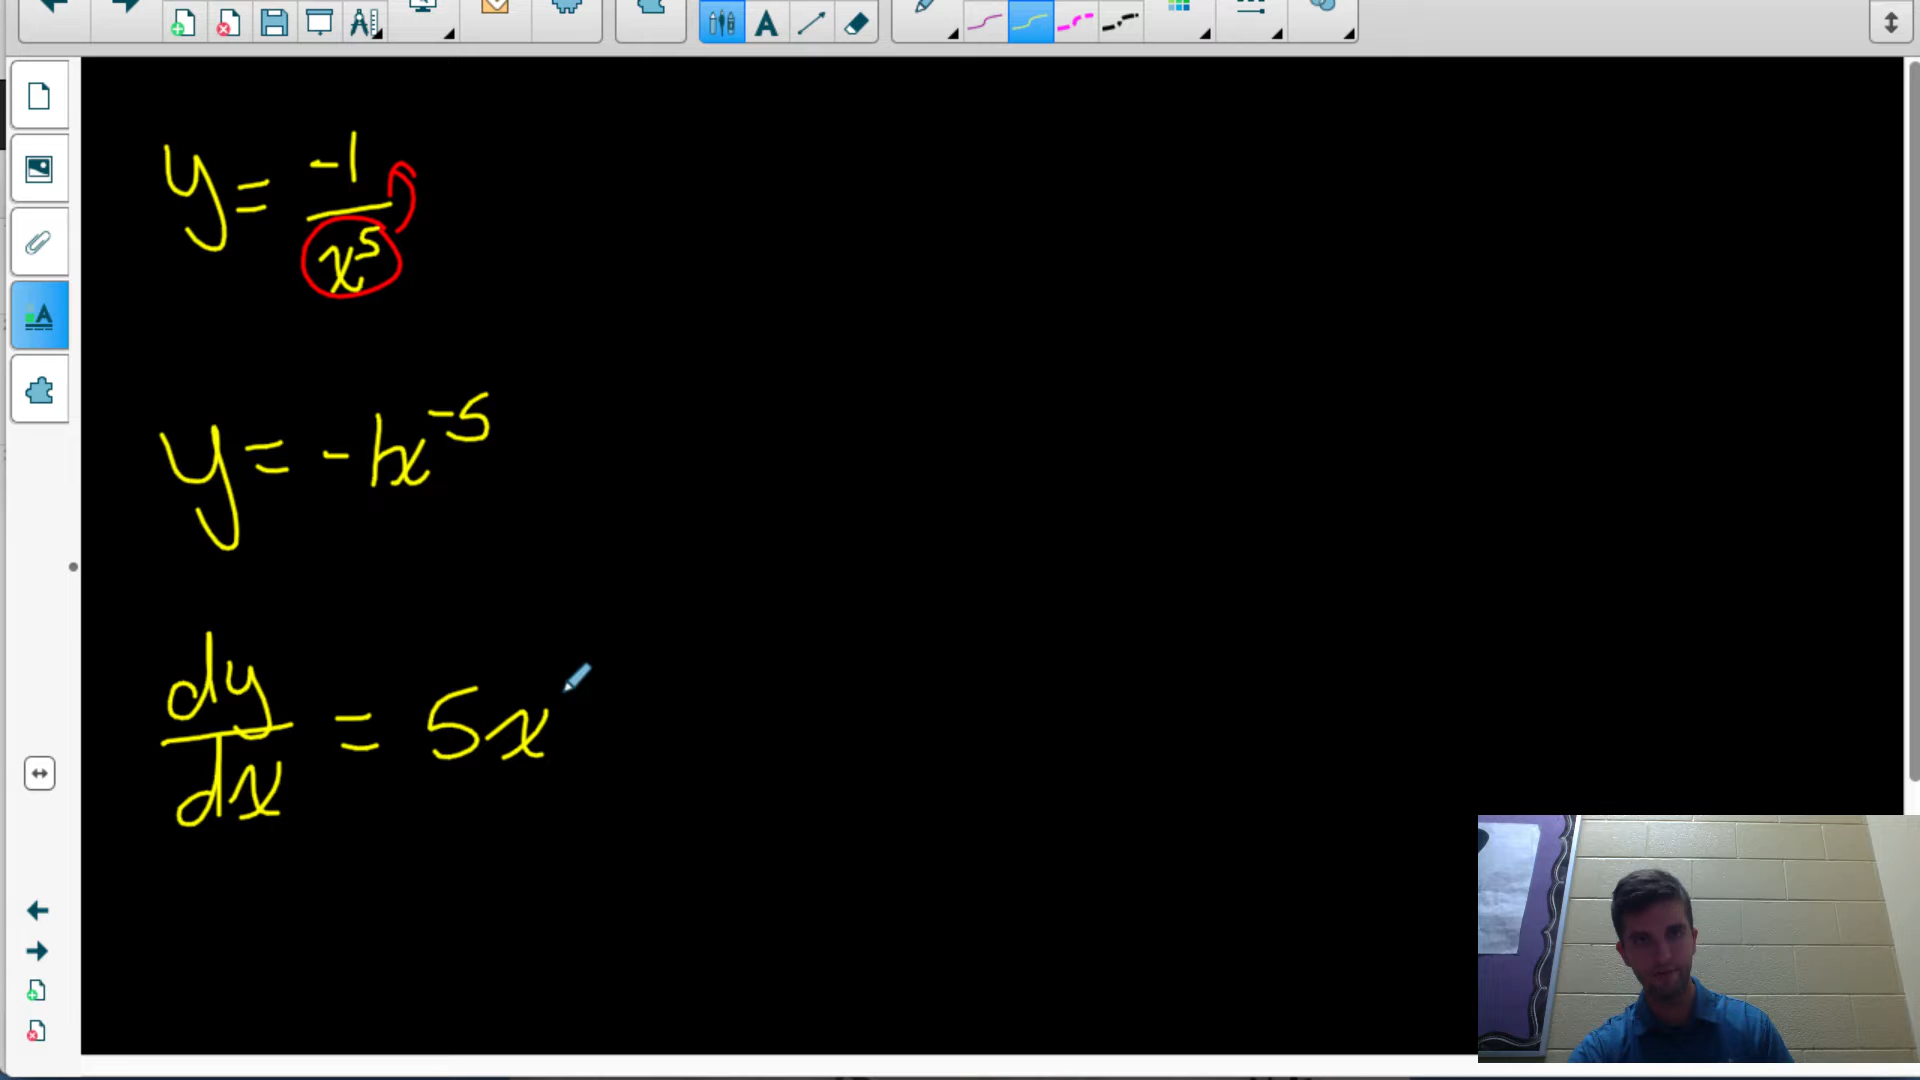 y = -1/x^5
y = -1x^-5
dy/dx = 5x